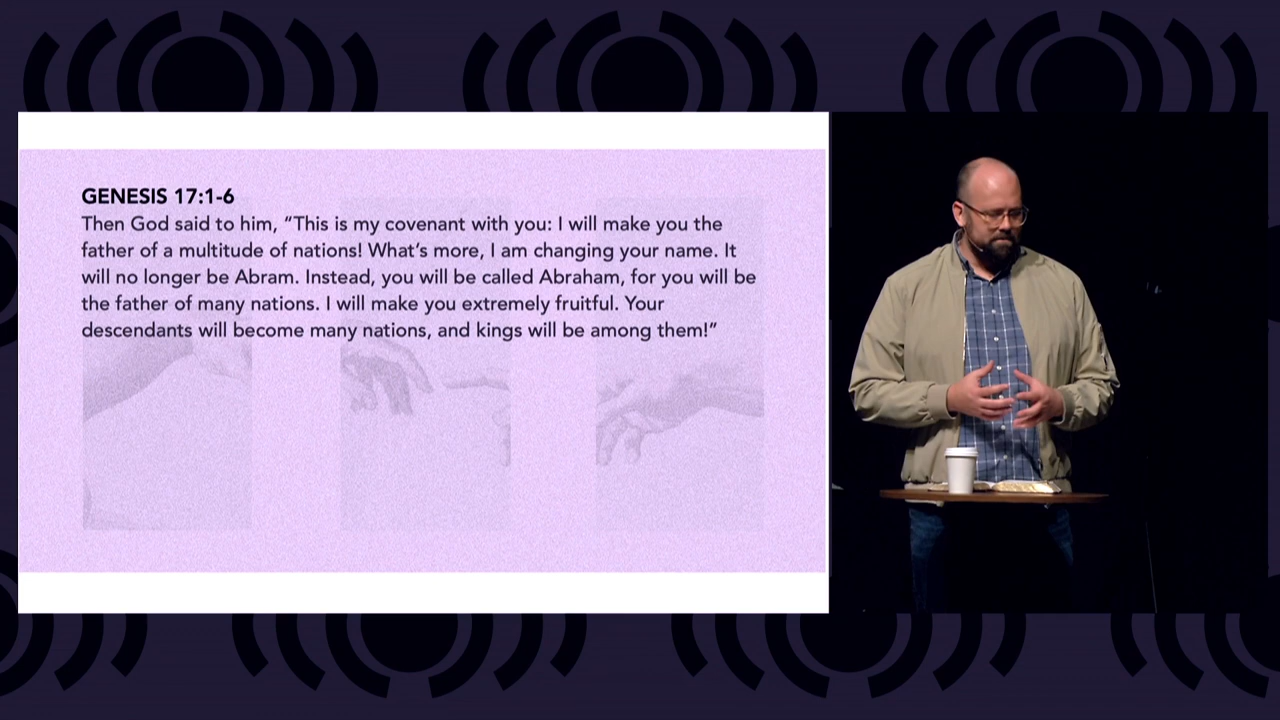 GENESIS 17:1-6
Then God said to him, “This is my covenant with you: I will make you the
father of a multitude of nations! What’s more, I am changing your name. It
will no longer be Abram. Instead, you will be called Abraham, for you will be
the father of many nations. I will make you extremely fruitful. Your
descendants will become many nations, and kings will be among them!”